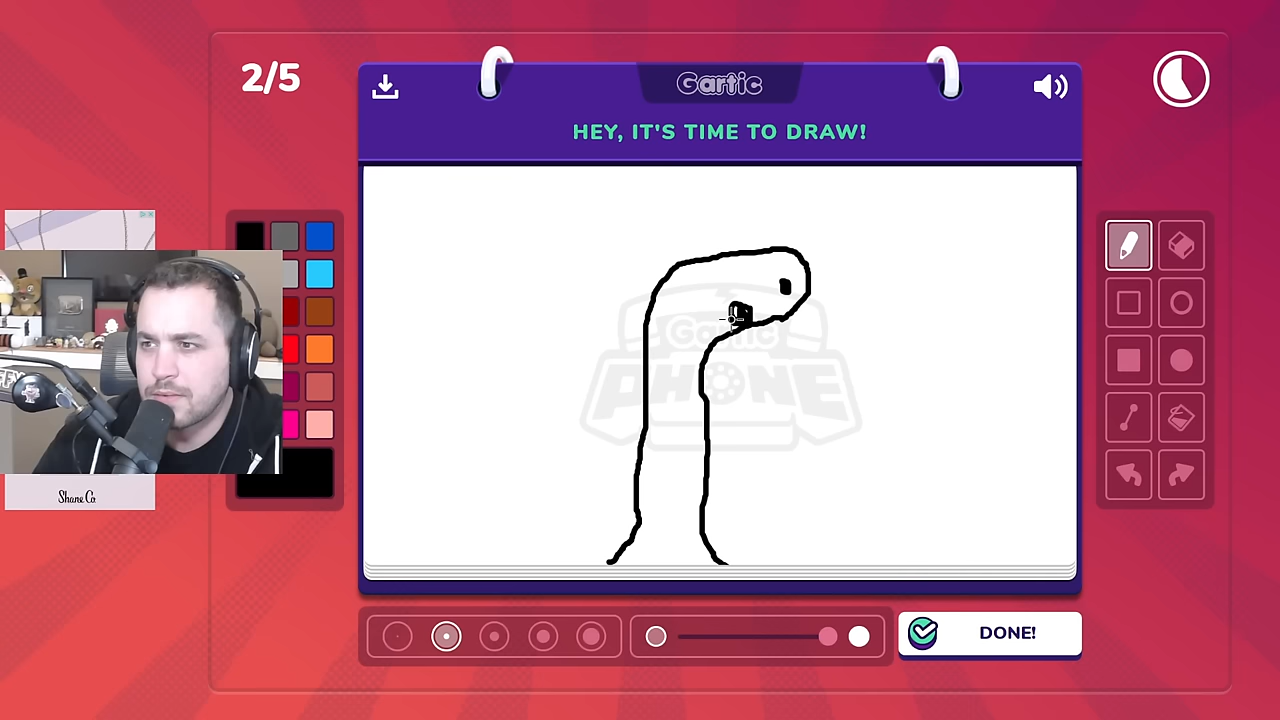 2/5
Gartic
HEY, IT'S TIME TO DRAW!
Gartic
PHONE
Shane Co
DONE!